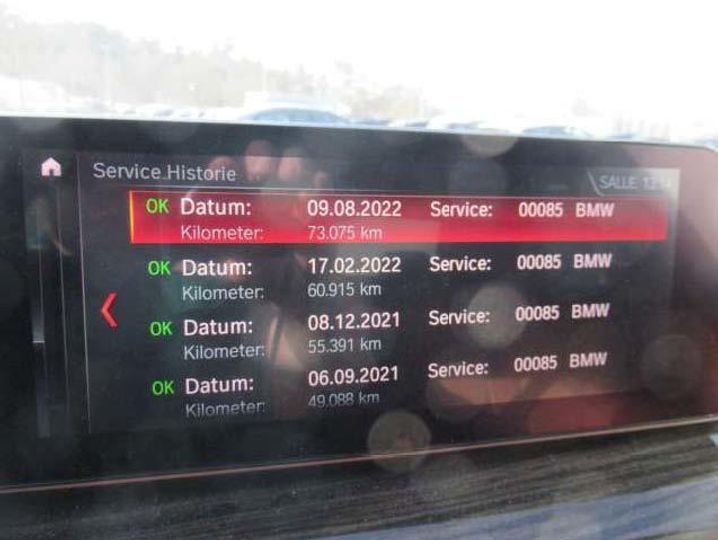 Service Historie
SALLE
OK Datum: 09.08.2022 Service: 00085 BMW
Kilometer: 73.075 km
OK Datum: 17.02.2022 Service: 00085 BMW
Kilometer: 60.915 km
OK Datum: 08.12.2021 Service: 00085 BMW
Kilometer: 55.391 km
OK Datum: 06.09.2021 Service: 00085 BMW
Kilometer: 49.088 km